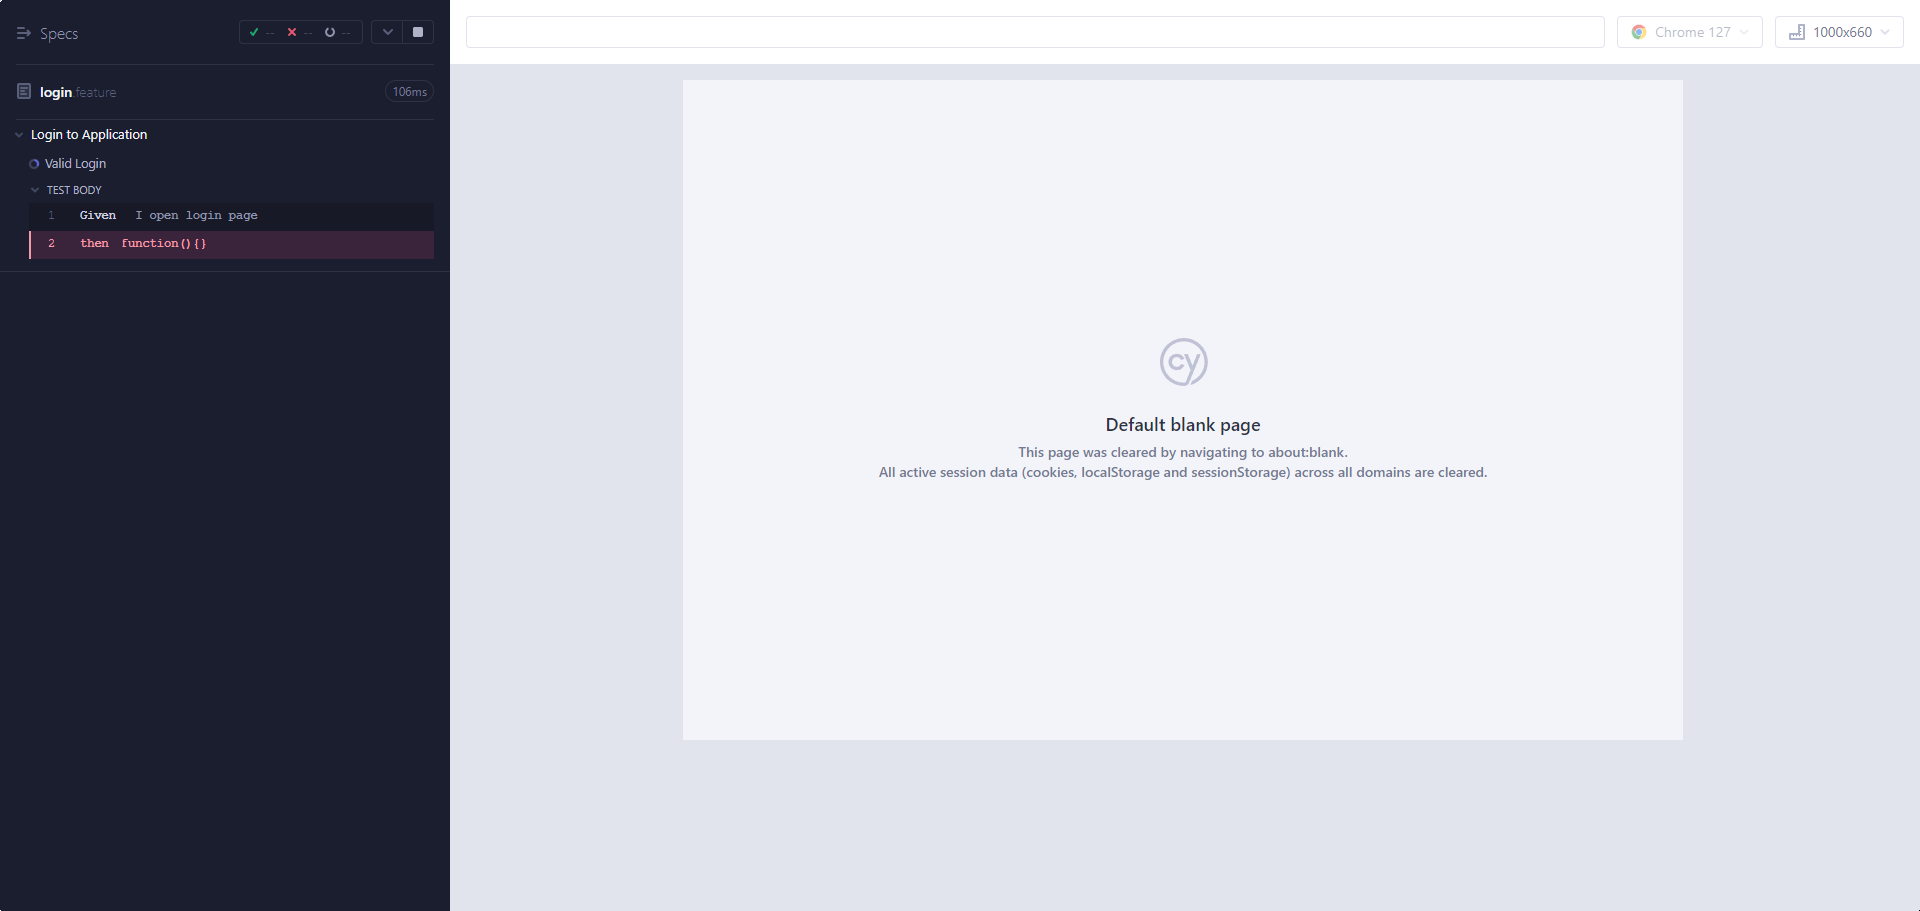 Specs
-- -- --
login.feature
106ms
Login to Application
Valid Login
TEST BODY
1 Given I open login page
2 then function(){}
Chrome 127
1000x660
cy
Default blank page
This page was cleared by navigating to about:blank.
All active session data (cookies, localStorage and sessionStorage) across all domains are cleared.